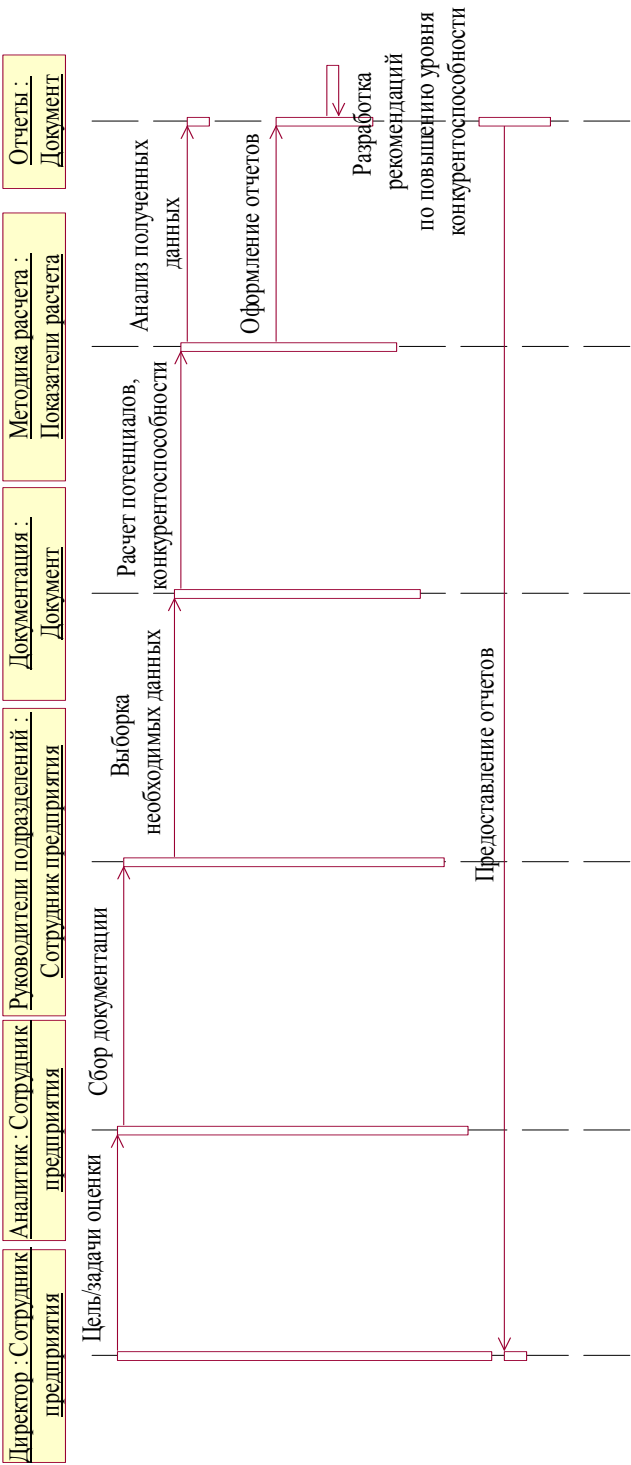 Директор : Сотрудник
предприятия
Аналитик : Сотрудник
предприятия
Руководители подразделений :
Сотрудник предприятия
Документация :
Документ
Методика расчета :
Показатели расчета
Отчеты :
Документ
Цель/задачи оценки
Сбор документации
Выборка
необходимых данных
Расчет потенциалов,
конкурентоспособности
Анализ полученных
данных
Оформление отчетов
Разработка
рекомендаций
по повышению уровня
конкурентоспособности
Предоставление отчетов